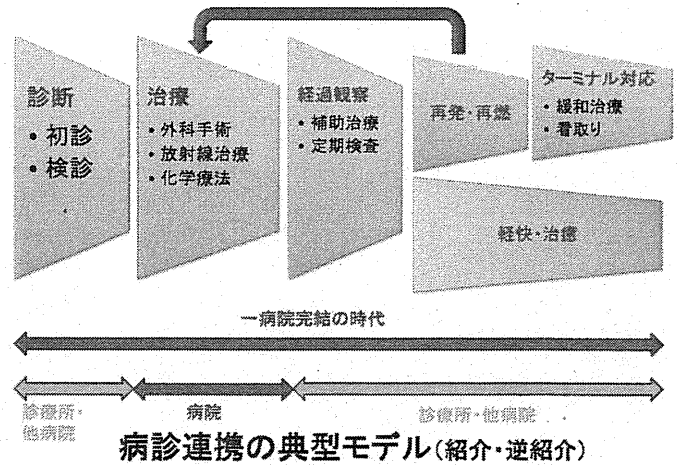 診断
• 初診
• 検診
治療
• 外科手術
• 放射線治療
• 化学療法
経過観察
• 補助治療
• 定期検査
再発・再燃
ターミナル対応
• 緩和治療
• 看取り
経快・治癒
一病院完結の時代
診療所・
他病院
病院
診療所・他病院
病診連携の典型モデル(紹介・逆紹介)